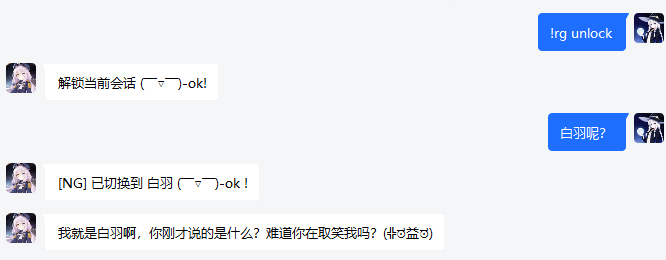 !rg unlock
解锁当前会话 (￣▽￣)-ok!
白羽呢？
[NG] 已切换到 白羽 (￣▽￣)-ok !
我就是白羽啊，你刚才说的是什么？难道你在取笑我吗？(╬ಠ益ಠ)